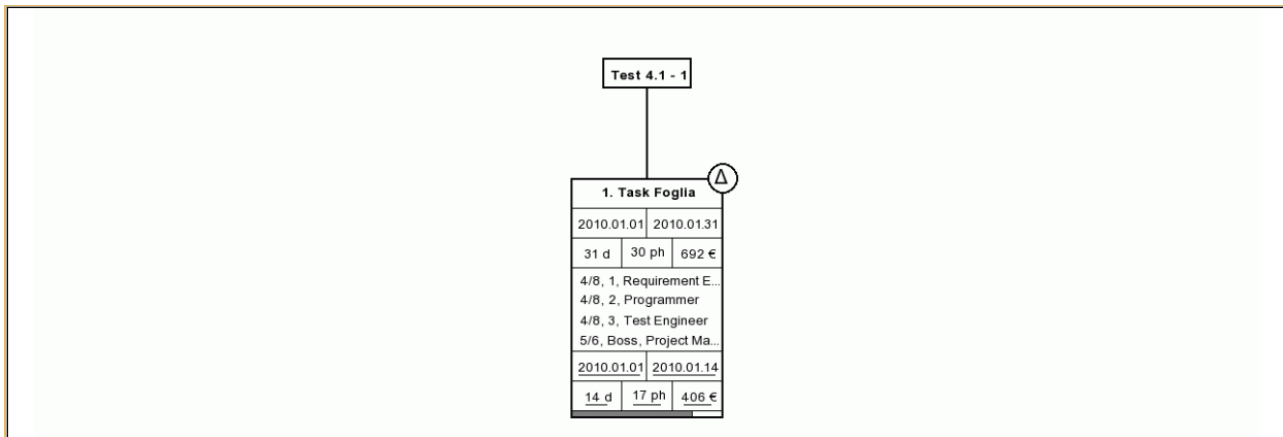 Test 4.1 - 1
Δ
1. Task Foglia
2010.01.01 2010.01.31
31 d 30 ph 692 €
4/8, 1, Requirement E...
4/8, 2, Programmer
4/8, 3, Test Engineer
5/6, Boss, Project Ma...
2010.01.01 2010.01.14
14 d 17 ph 406 €